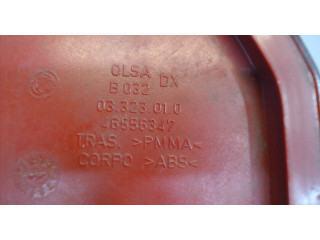 OLSA DX
B 032
03.323.01.0
46556347
TRAS. >PMMA<
CORPO >ABS<